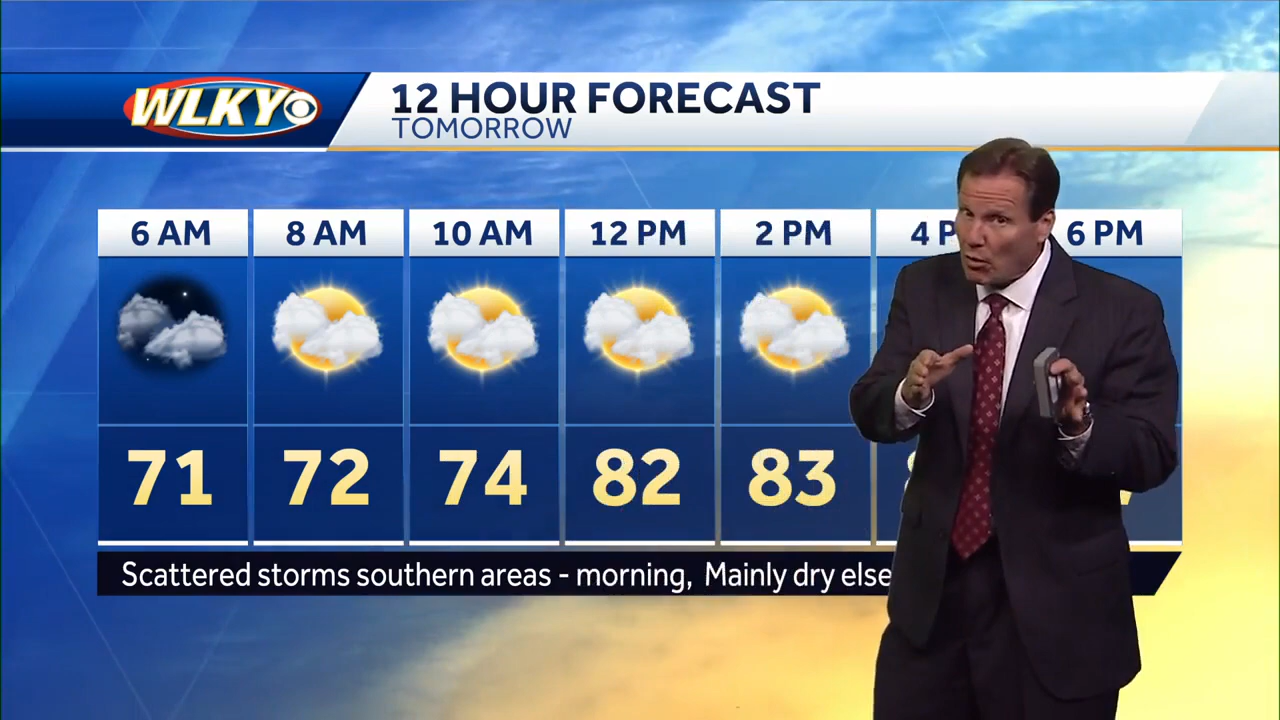 WLKY
12 HOUR FORECAST
TOMORROW
6 AM 8 AM 10 AM 12 PM 2 PM 4 P 6 PM
71 72 74 82 83
Scattered storms southern areas - morning, Mainly dry else